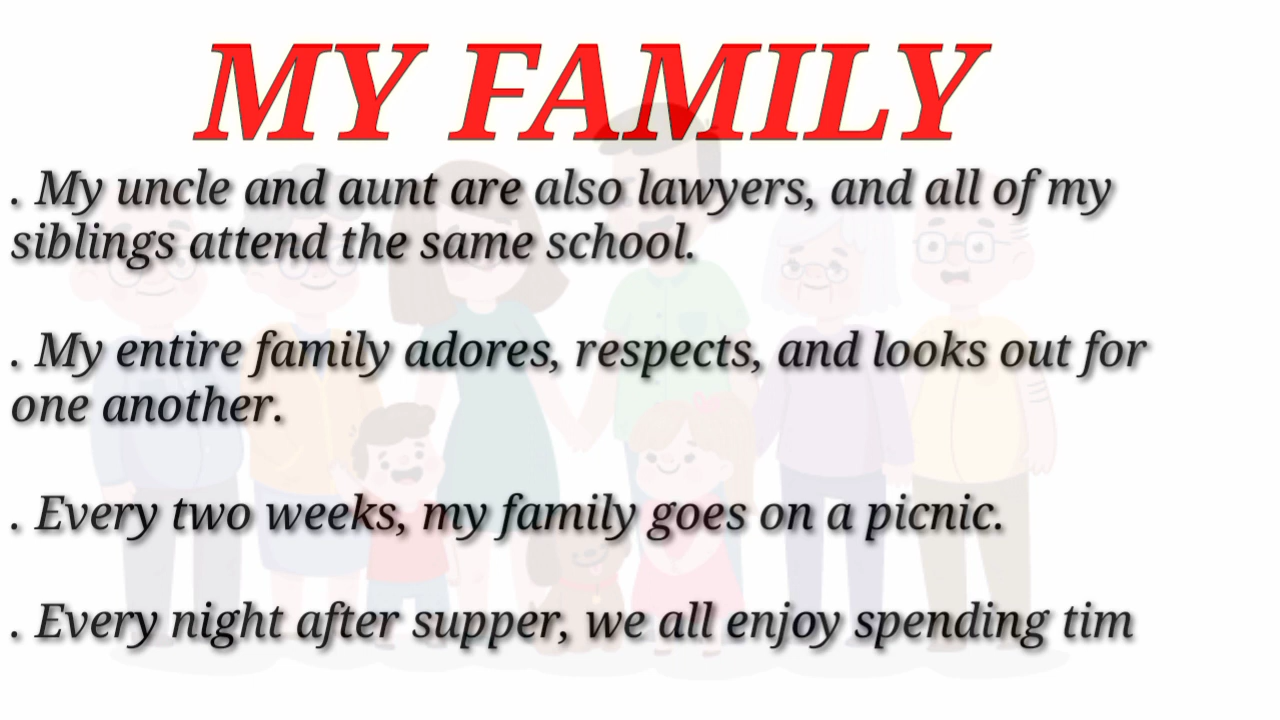 MY FAMILY
. My uncle and aunt are also lawyers, and all of my
siblings attend the same school.
. My entire family adores, respects, and looks out for
one another.
. Every two weeks, my family goes on a picnic.
. Every night after supper, we all enjoy spending tim